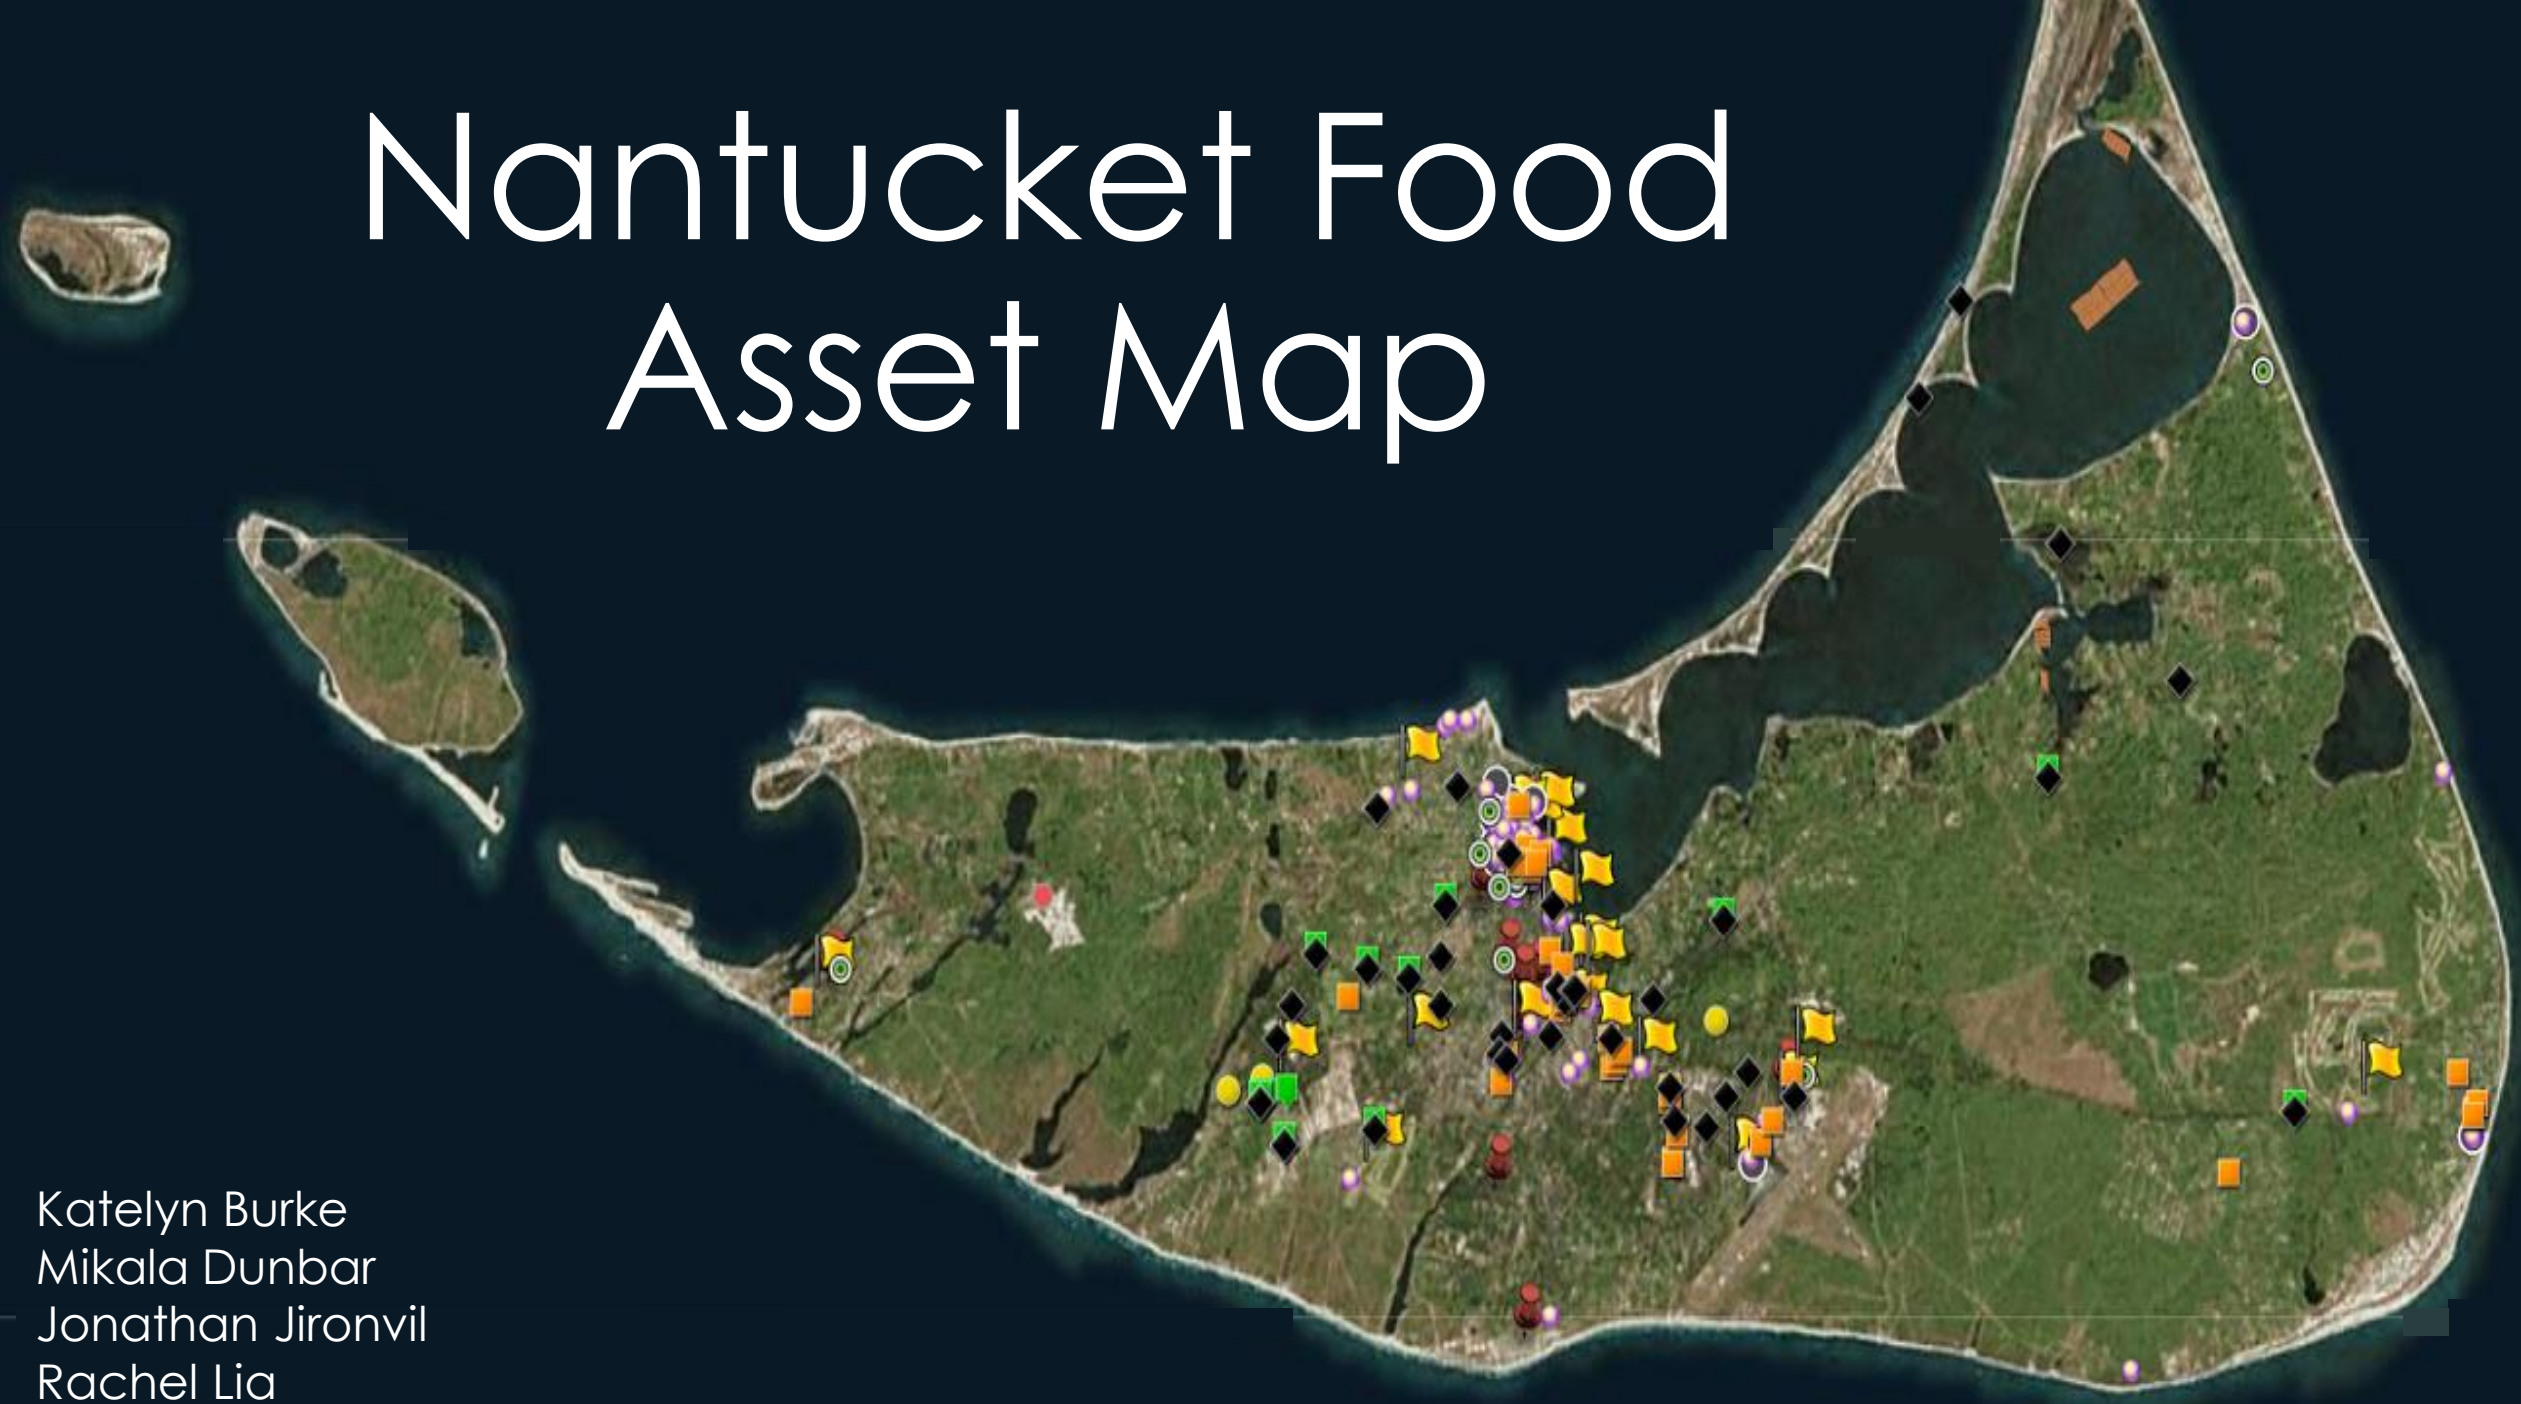 Nantucket Food
Asset Map
Katelyn Burke
Mikala Dunbar
Jonathan Jironvil
Rachel Lia